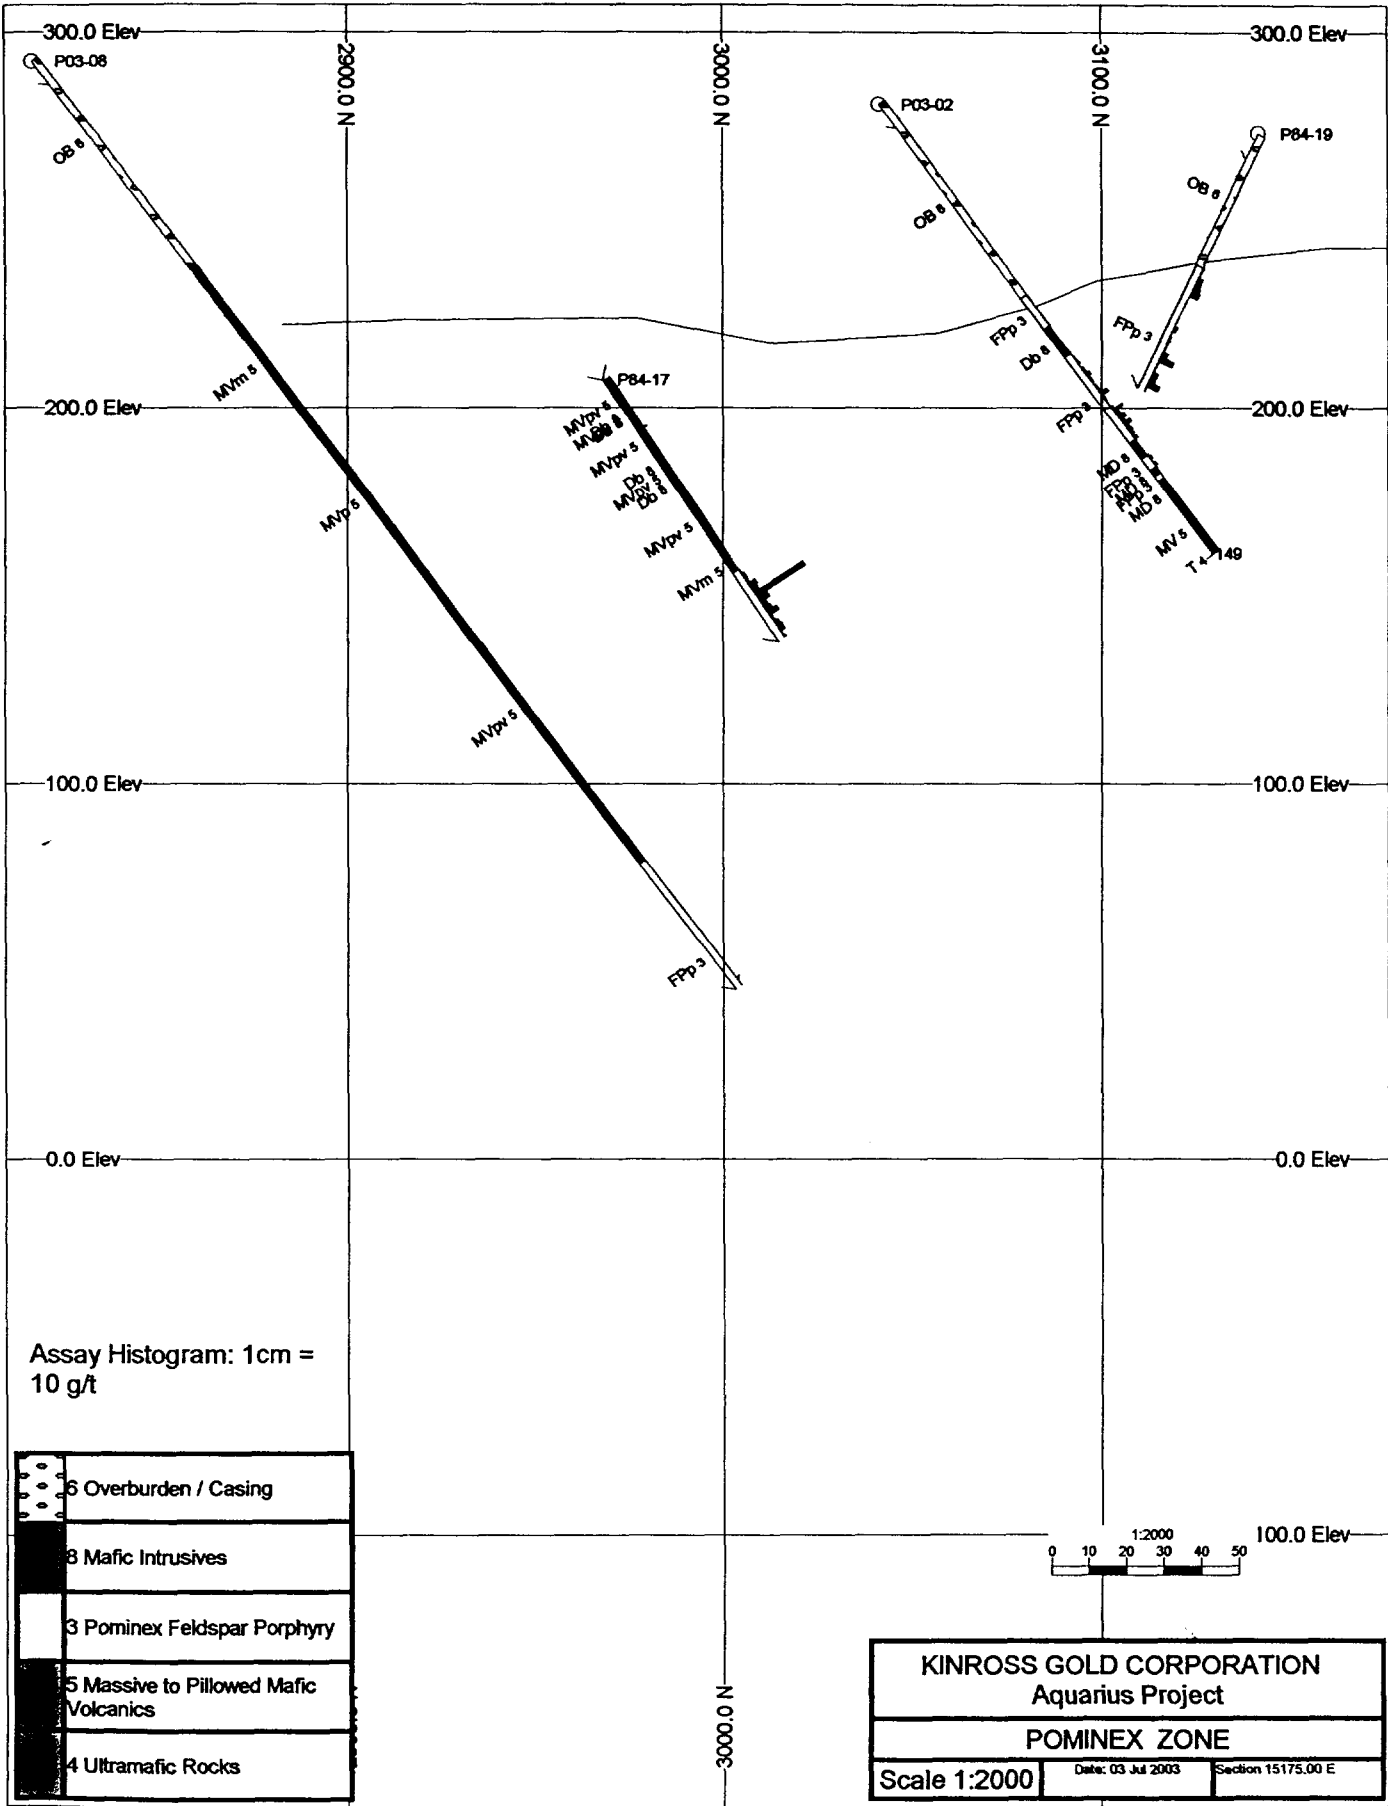 300.0 Elev
300.0 Elev
2900.0 N
3000.0 N
3100.0 N
P03-08
P03-02
P84-19
OB 6
OB 6
OB 6
FPp 3
FPp 3
Db 8
MVm 5
P84-17
200.0 Elev
200.0 Elev
MVpv 5
FPp 3
MVpv 5
Db 8
MVpv 5
Db 8
MD 8
FPp 3
MD 8
MVp 5
MVpv 5
MV 5
T 4
149
MVm 5
MVpv 5
100.0 Elev
100.0 Elev
FPp 3
0.0 Elev
0.0 Elev
Assay Histogram: 1cm =
10 g/t
6 Overburden / Casing
8 Mafic Intrusives
3 Pominex Feldspar Porphyry
5 Massive to Pillowed Mafic
Volcanics
4 Ultramafic Rocks
3000.0 N
1:2000
100.0 Elev
0 10 20 30 40 50
KINROSS GOLD CORPORATION
Aquarius Project
POMINEX ZONE
Scale 1:2000
Date: 03 Jul 2003
Section 15175.00 E